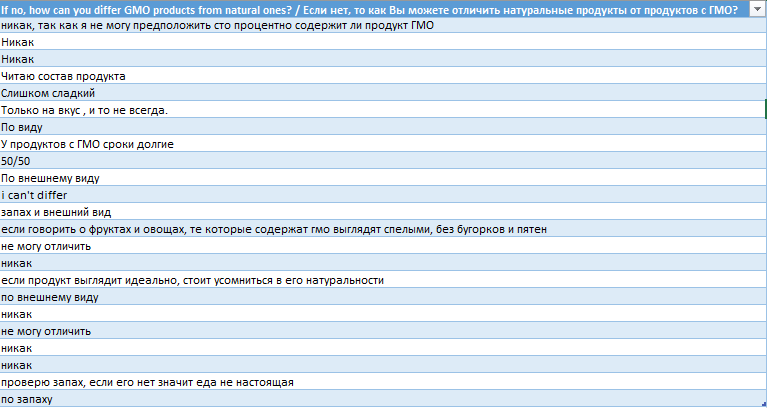 If no, how can you differ GMO products from natural ones? / Если нет, то как Вы можете отличить натуральные продукты от продуктов с ГМО?
никак, так как я не могу предположить сто процентно содержит ли продукт ГМО
Никак
Никак
Читаю состав продукта
Слишком сладкий
Только на вкус , и то не всегда.
По виду
У продуктов с ГМО сроки долгие
50/50
По внешнему виду
i can't differ
запах и внешний вид
если говорить о фруктах и овощах, те которые содержат гмо выглядят спелыми, без бугорков и пятен
не могу отличить
никак
если продукт выглядит идеально, стоит усомниться в его натуральности
по внешнему виду
никак
не могу отличить
никак
никак
проверю запах, если его нет значит еда не настоящая
по запаху